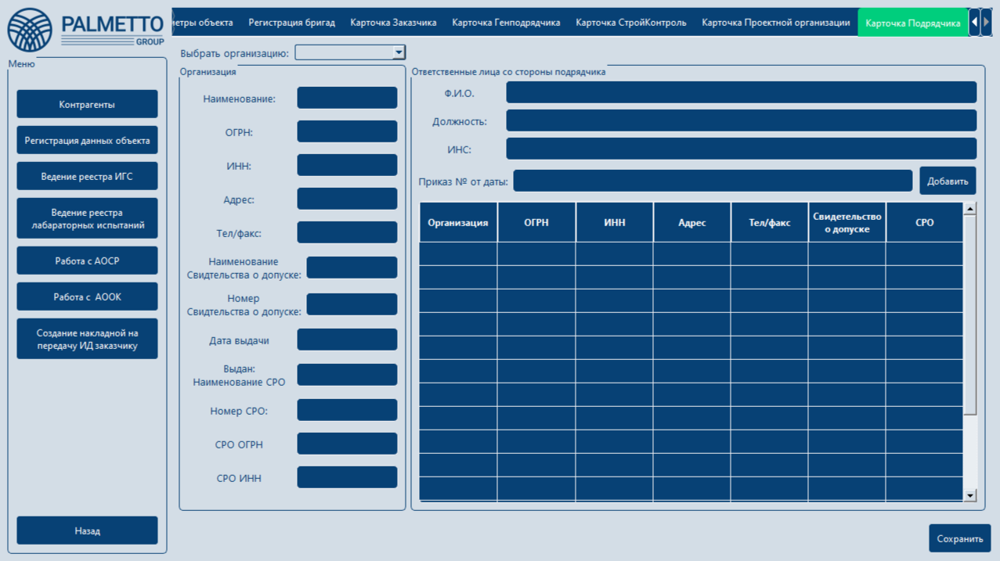 PALMETTO
GROUP
етры объекта
Регистрация бригад
Карточка Заказчика
Карточка Генподрядчика
Карточка СтройКонтроль
Карточка Проектной организации
Карточка Подрядчика
Меню
Контрагенты
Регистрация данных объекта
Ведение реестра ИГС
Ведение реестра
лабараторных испытаний
Работа с АОСР
Работа с АООК
Создание накладной на
передачу ИД заказчику
Назад
Выбрать организацию:
Организация
Наименование:
ОГРН:
ИНН:
Адрес:
Тел/факс:
Наименование
Свидтельства о допуске:
Номер
Свидтельства о допуске:
Дата выдачи
Выдан:
Наименование СРО
Номер СРО:
СРО ОГРН
СРО ИНН
Ответственные лица со стороны подрядчика
Ф.И.О.
Должность:
ИНС:
Приказ № от даты:
Добавить
Организация
ОГРН
ИНН
Адрес
Тел/факс
Свидетельство
о допуске
СРО
Сохранить